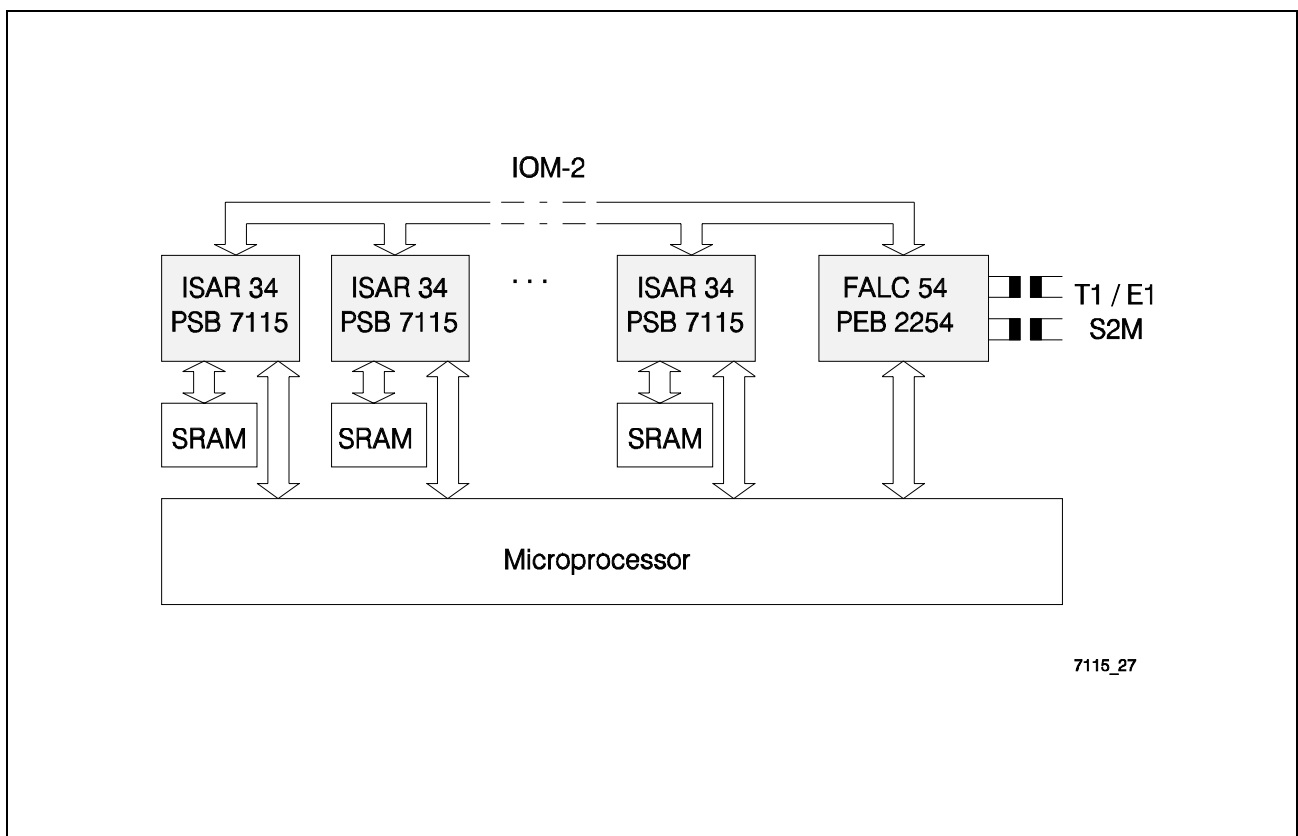 IOM-2
ISAR 34
PSB 7115
ISAR 34
PSB 7115
. . .
ISAR 34
PSB 7115
FALC 54
PEB 2254
T1 / E1
S2M
SRAM
SRAM
SRAM
Microprocessor
7115_27